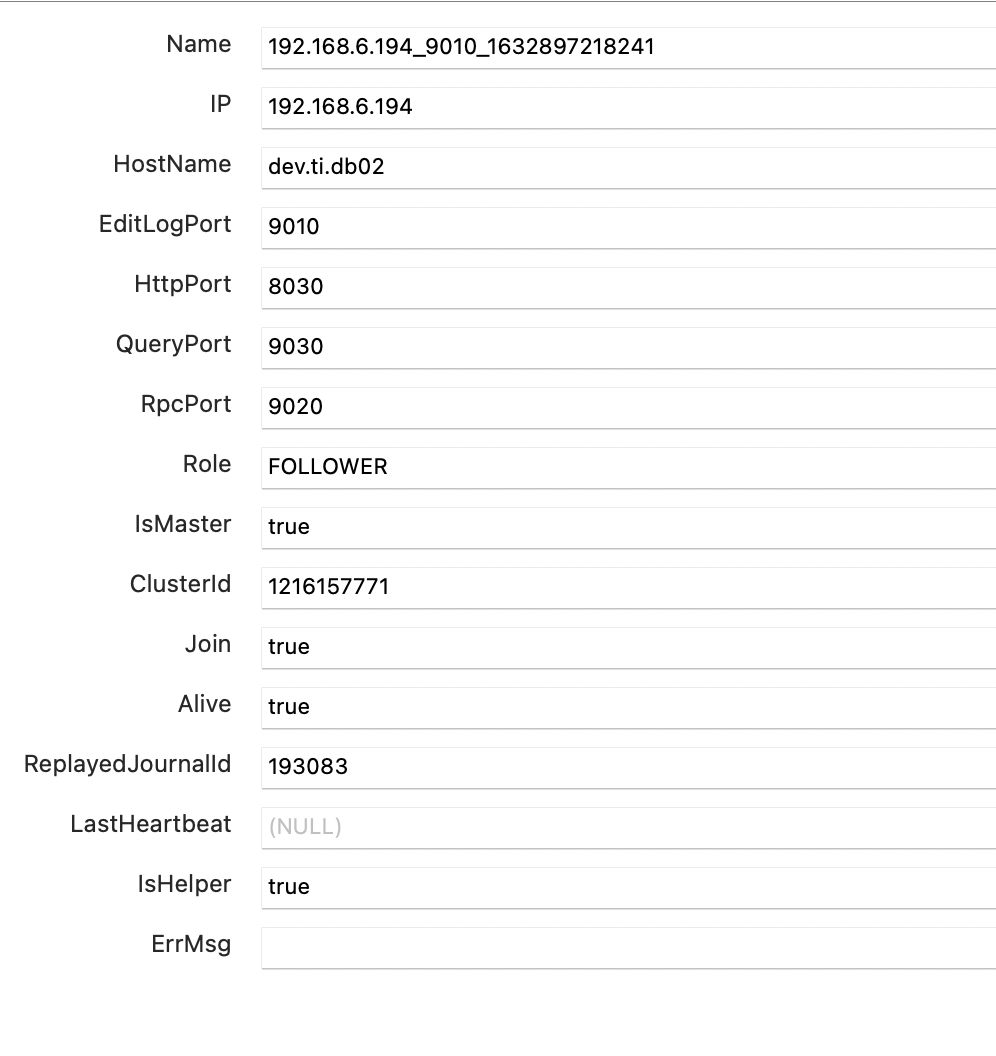 Name 192.168.6.194_9010_1632897218241
IP 192.168.6.194
HostName dev.ti.db02
EditLogPort 9010
HttpPort 8030
QueryPort 9030
RpcPort 9020
Role FOLLOWER
IsMaster true
ClusterId 1216157771
Join true
Alive true
ReplayedJournalId 193083
LastHeartbeat (NULL)
IsHelper true
ErrMsg